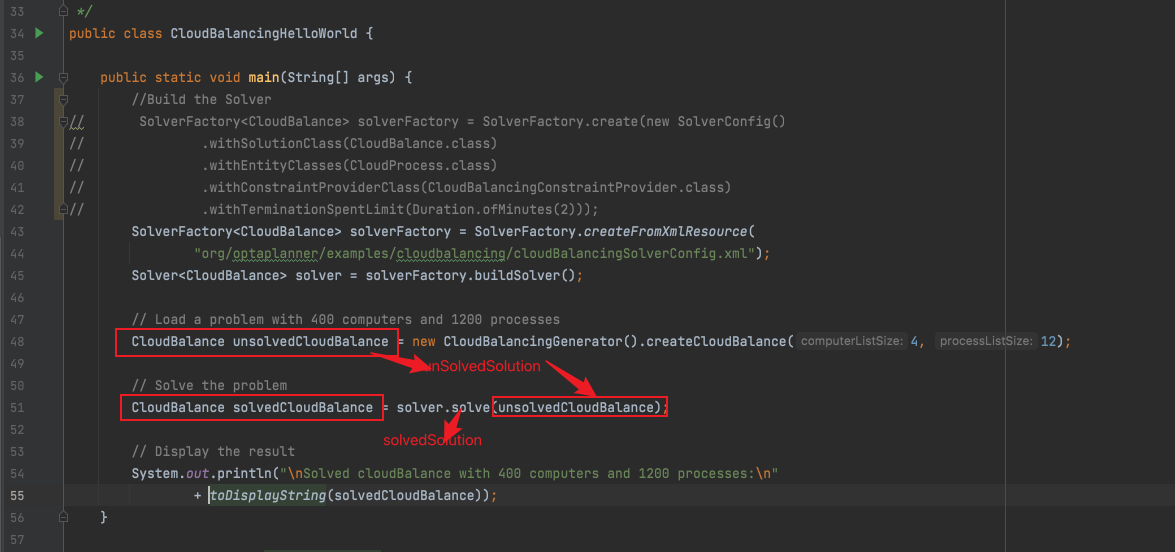 33 */
34 public class CloudBalancingHelloWorld {
35
36 public static void main(String[] args) {
37 //Build the Solver
38 // SolverFactory<CloudBalance> solverFactory = SolverFactory.create(new SolverConfig()
39 // .withSolutionClass(CloudBalance.class)
40 // .withEntityClasses(CloudProcess.class)
41 // .withConstraintProviderClass(CloudBalancingConstraintProvider.class)
42 // .withTerminationSpentLimit(Duration.ofMinutes(2)));
43 SolverFactory<CloudBalance> solverFactory = SolverFactory.createFromXmlResource(
44 "org/optaplanner/examples/cloudbalancing/cloudBalancingSolverConfig.xml");
45 Solver<CloudBalance> solver = solverFactory.buildSolver();
46
47 // Load a problem with 400 computers and 1200 processes
48 CloudBalance unsolvedCloudBalance = new CloudBalancingGenerator().createCloudBalance( computerListSize: 4, processListSize: 12);
49
unSolvedSolution
50 // Solve the problem
51 CloudBalance solvedCloudBalance = solver.solve(unsolvedCloudBalance);
52
solvedSolution
53 // Display the result
54 System.out.println("\nSolved cloudBalance with 400 computers and 1200 processes:\n"
55 + toDisplayString(solvedCloudBalance));
56 }
57